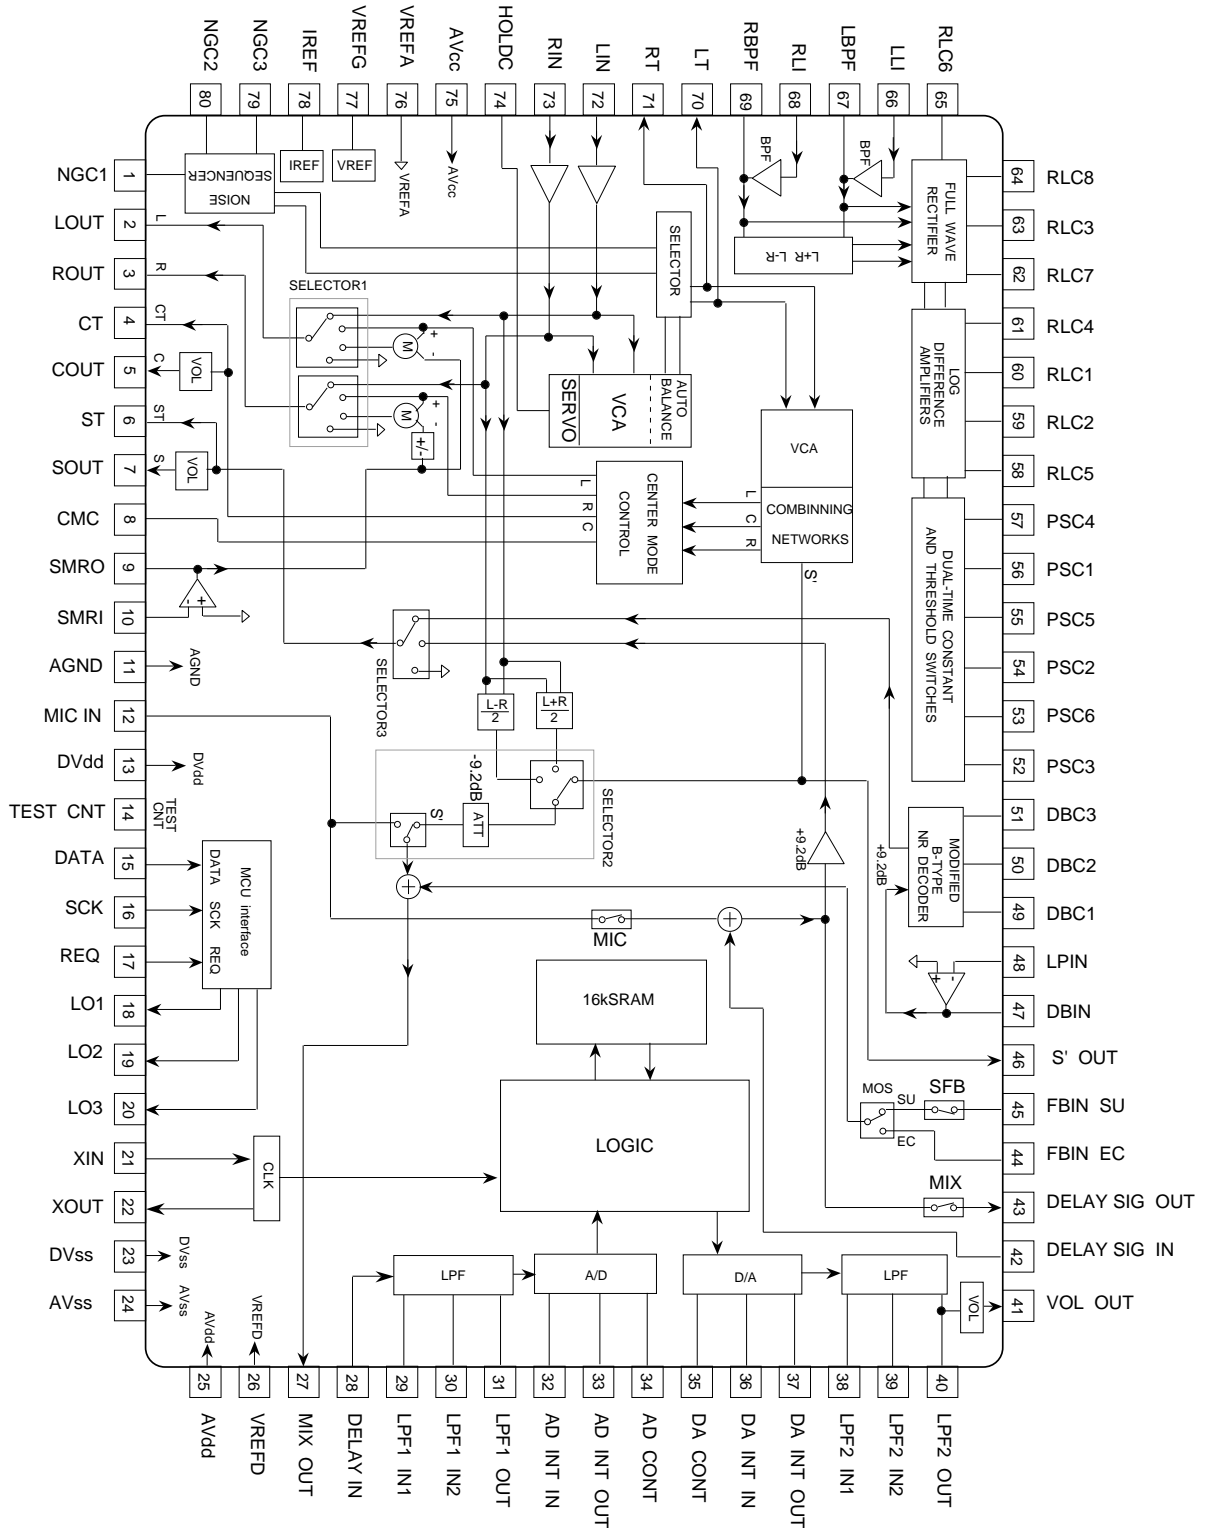 NGC2
NGC3
IREF
VREFG
VREFA
AVcc
HOLDC
RIN
LIN
RT
LT
RBPF
RLI
LBPF
LLI
RLC6
80
79
78
77
76
75
74
73
72
71
70
69
68
67
66
65
NGC1
1
LOUT
2
ROUT
3
CT
4
COUT
5
ST
6
SOUT
7
CMC
8
SMRO
9
SMRI
10
AGND
11
MIC IN
12
DVdd
13
TEST CNT
14
DATA
15
SCK
16
REQ
17
LO1
18
LO2
19
LO3
20
XIN
21
XOUT
22
DVss
23
AVss
24
64
RLC8
63
RLC3
62
RLC7
61
RLC4
60
RLC1
59
RLC2
58
RLC5
57
PSC4
56
PSC1
55
PSC5
54
PSC2
53
PSC6
52
PSC3
51
DBC3
50
DBC2
49
DBC1
48
LPIN
47
DBIN
46
S' OUT
45
FBIN SU
44
FBIN EC
43
DELAY SIG OUT
42
DELAY SIG IN
41
VOL OUT
NOISE
SEQUENCER
IREF
VREF
VREFA
AVcc
BPF
BPF
FULL WAVE
RECTIFIER
L+R L-R
SELECTOR
L
R
CT
C
ST
S
VOL
VOL
SELECTOR1
M
+
-
M
+
-
+/-
SERVO
VCA
AUTO
BALANCE
LOG
DIFFERENCE
AMPLIFIERS
VCA
COMBINNING
NETWORKS
L
C
R
S'
CENTER MODE
CONTROL
L
R
C
DUAL-TIME CONSTANT
AND THRESHOLD SWITCHES
-
+
AGND
SELECTOR3
L-R
2
L+R
2
SELECTOR2
-9.2dB
ATT
S'
DVdd
TEST
CNT
MCU interface
DATA SCK REQ
+9.2dB
+9.2dB
MODIFIED
B-TYPE
NR DECODER
+
-
MIC
16kSRAM
LOGIC
CLK
MOS
SU
EC
SFB
MIX
DVss
AVss
AVdd
VREFD
LPF
A/D
D/A
LPF
VOL
25
26
27
28
29
30
31
32
33
34
35
36
37
38
39
40
AVdd
VREFD
MIX OUT
DELAY IN
LPF1 IN1
LPF1 IN2
LPF1 OUT
AD INT IN
AD INT OUT
AD CONT
DA CONT
DA INT IN
DA INT OUT
LPF2 IN1
LPF2 IN2
LPF2 OUT